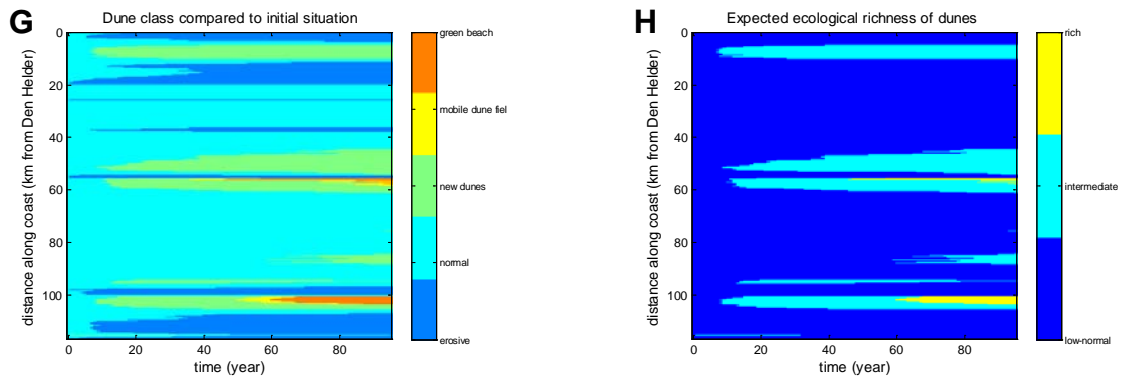 G
Dune class compared to initial situation
distance along coast (km from Den Helder)
0
20
40
60
80
100
0 20 40 60 80
time (year)
green beach
mobile dune fiel
new dunes
normal
erosive
H
Expected ecological richness of dunes
distance along coast (km from Den Helder)
0
20
40
60
80
100
0 20 40 60 80
time (year)
rich
intermediate
low-normal